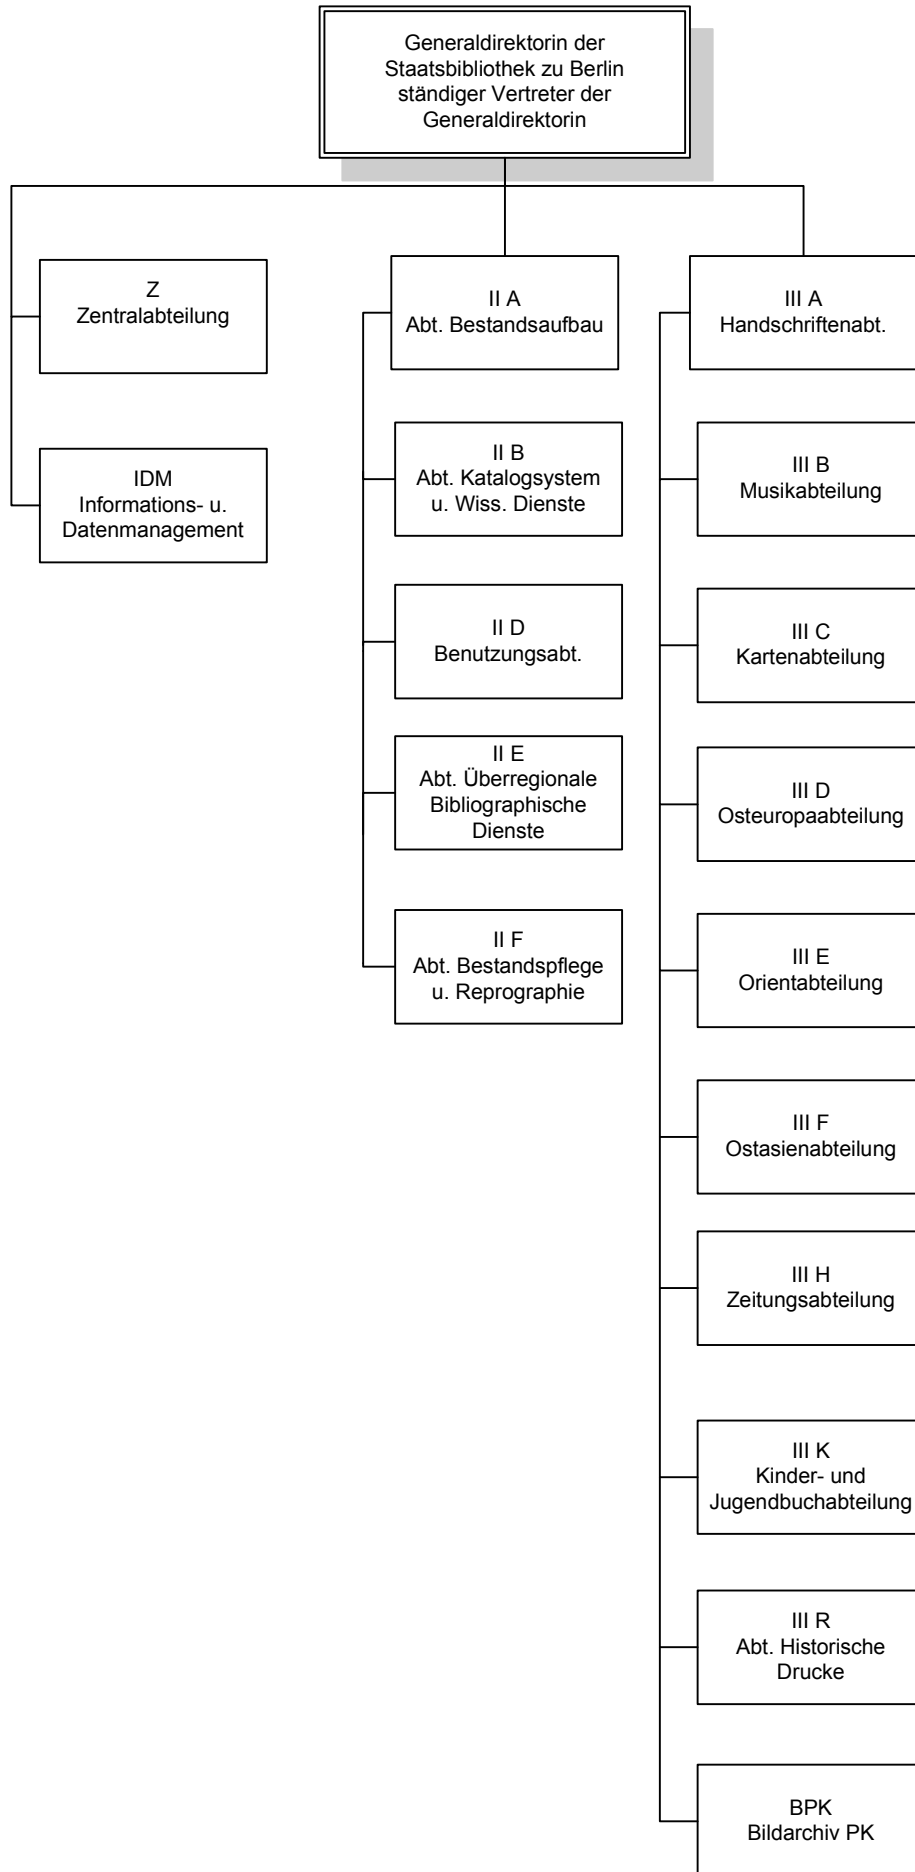 Generaldirektorin der
Staatsbibliothek zu Berlin
ständiger Vertreter der
Generaldirektorin
Z
Zentralabteilung
IDM
Informations- u.
Datenmanagement
II A
Abt. Bestandsaufbau
II B
Abt. Katalogsystem
u. Wiss. Dienste
II D
Benutzungsabt.
II E
Abt. Überregionale
Bibliographische
Dienste
II F
Abt. Bestandspflege
u. Reprographie
III A
Handschriftenabt.
III B
Musikabteilung
III C
Kartenabteilung
III D
Osteuropaabteilung
III E
Orientabteilung
III F
Ostasienabteilung
III H
Zeitungsabteilung
III K
Kinder- und
Jugendbuchabteilung
III R
Abt. Historische
Drucke
BPK
Bildarchiv PK